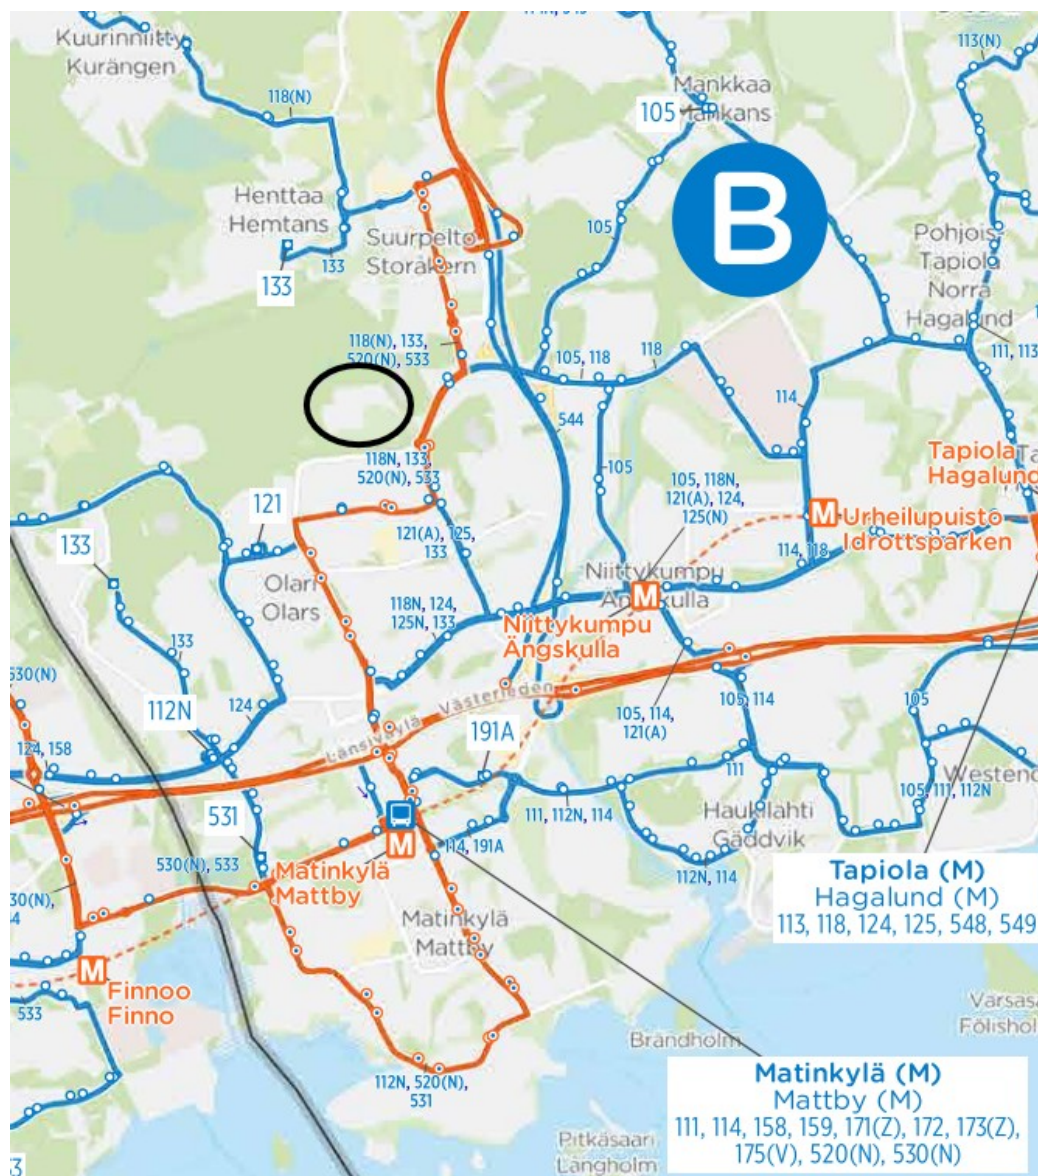 Kuurinniitty
Kurängen
118(N)
Mankkaa
Mankans
105
113(N)
B
Henttaa
Hemtans
133
133
Suurpelto
Storåkern
105
Pohjois-
Tapiola
Norra
Hagalund
111, 113
118(N), 133,
520(N), 533
105, 118
118
544
114
118N, 133,
520(N), 533
105
105, 118N,
121(A), 124,
125(N)
Tapiola
Hagalund
M
Urheilupuisto
Idrottsparken
121
133
121(A), 125,
133
114, 118
Olari
Olars
Niittykumpu
Ängskulla
M
118N, 124,
125N, 133
Niittykumpu
Ängskulla
133
530(N)
112N
124
Länsiväylä Västerleden
105, 114,
121(A)
105, 114
105
124, 158
191A
111
Westend
531
111, 112N, 114
105, 111, 112N
Haukilahti
Gäddvik
M
114, 191A
530(N), 533
Matinkylä
Mattby
112N, 114
Tapiola (M)
Hagalund (M)
113, 118, 124, 125, 548, 549
Matinkylä
Mattby
M
Finnoo
Finno
533
Brändholm
112N, 520(N),
531
Matinkylä (M)
Mattby (M)
111, 114, 158, 159, 171(Z), 172, 173(Z),
175(V), 520(N), 530(N)
Pitkäsaari
Långholm